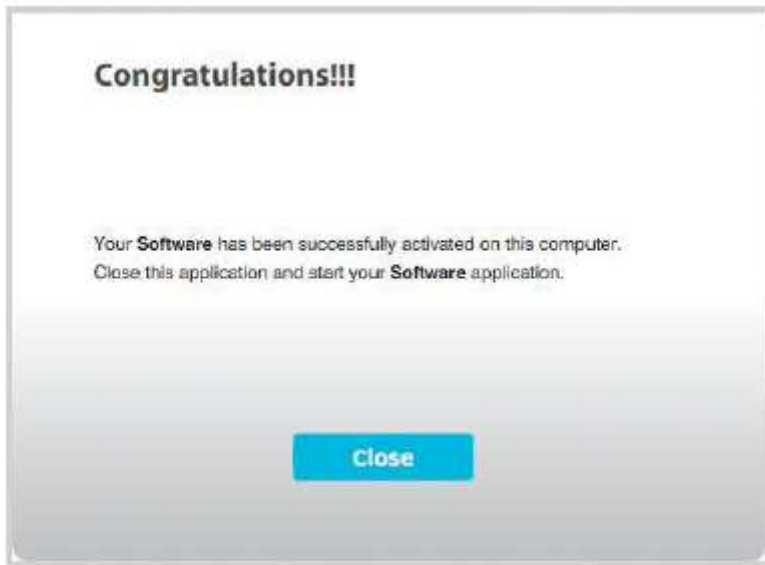 Congratulations!!!
Your Software has been successfully activated on this computer.
Close this application and start your Software application.
Close